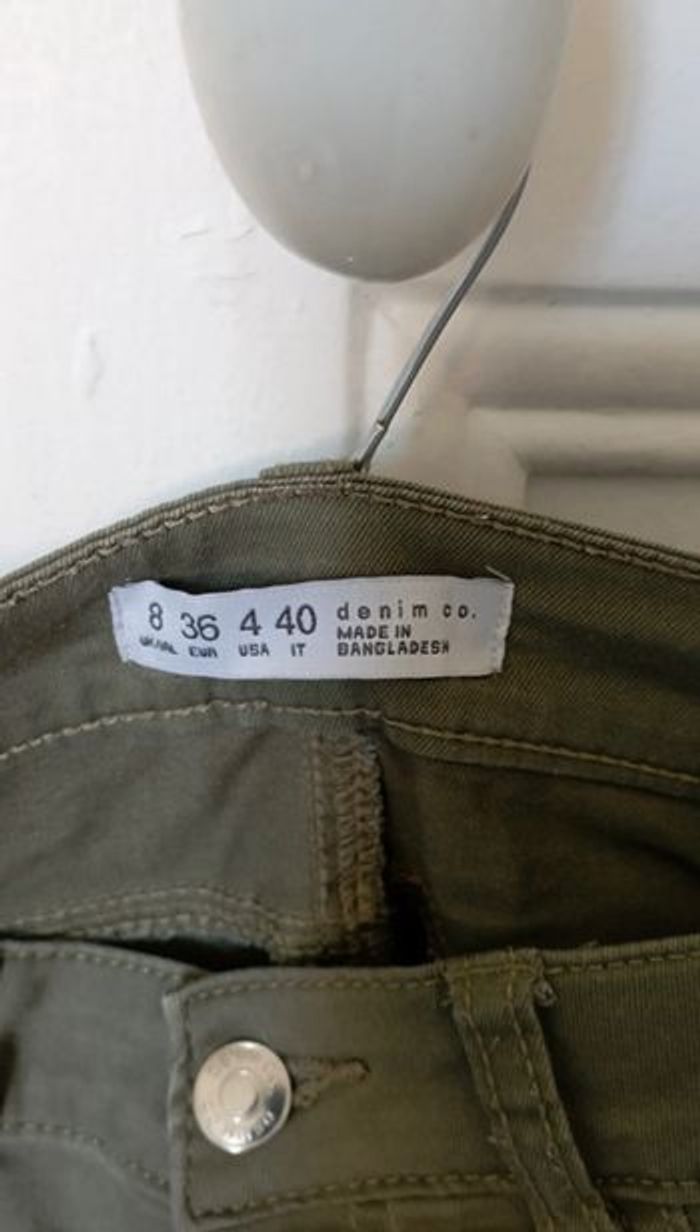 8 36 4 40 denim co.
EUR USA IT MADE IN
BANGLADESH